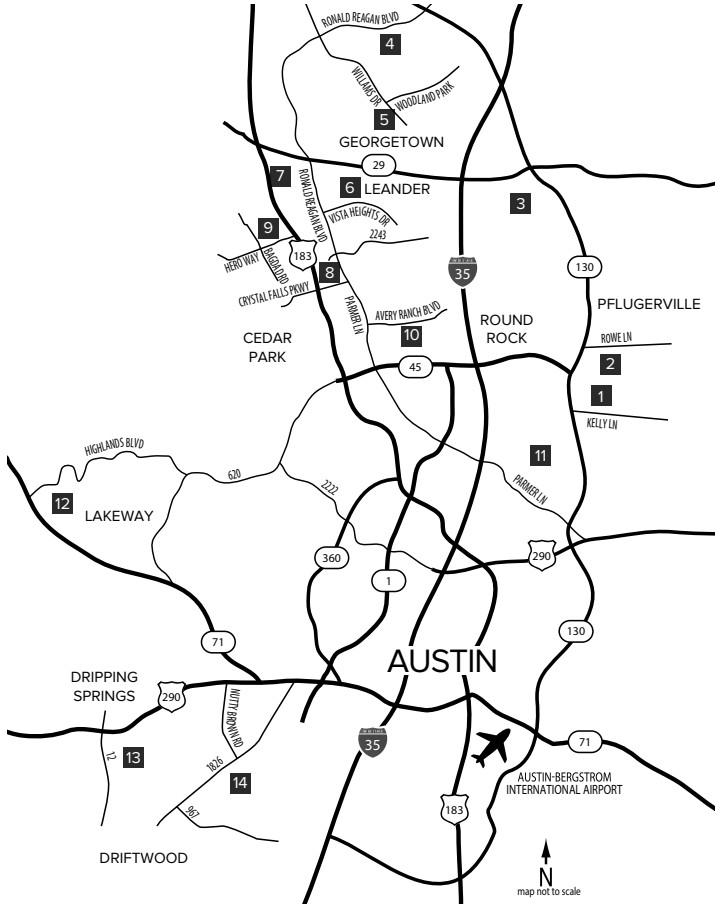 RONALD REAGAN BLVD
4
WILLAMS DR
WOODLAND PARK
5
GEORGETOWN
29
7
6
LEANDER
RONALD REAGAN BLVD
3
VISTA HEIGHTS DR
9
2243
HERO WAY
BAGDAD RD
183
8
35
130
CRYSTAL FALLS PKWY
PARMER LN
AVERY RANCH BLVD
PFLUGERVILLE
CEDAR
PARK
10
ROUND
ROCK
ROWE LN
2
45
1
KELLY LN
HIGHLANDS BLVD
620
2222
11
PARMER LN
12
LAKEWAY
360
1
290
130
71
AUSTIN
DRIPPING
SPRINGS
290
NUTTY BROWN RD
35
71
12
13
1826
14
AUSTIN-BERGSTROM
INTERNATIONAL AIRPORT
183
967
DRIFTWOOD
N
map not to scale